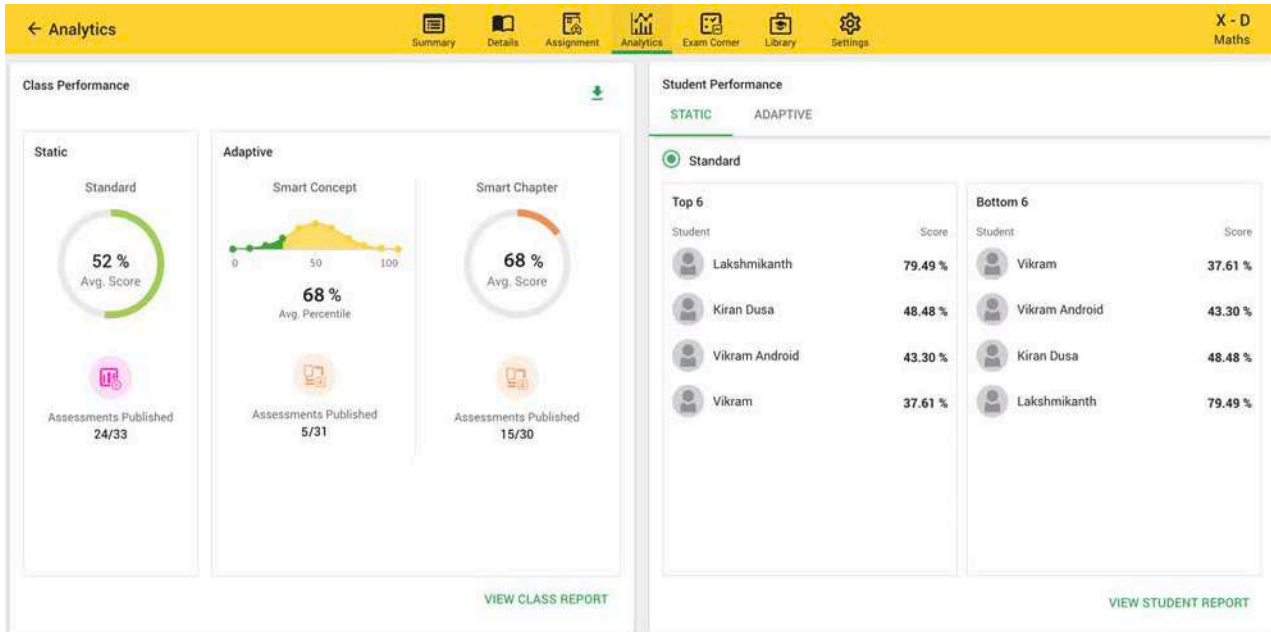 ← Analytics
Summary
Details
Assignment
Analytics
Exam Corner
Library
Settings
X - D
Maths
Class Performance
Static
Standard
52 %
Avg. Score
Assessments Published
24/33
Adaptive
Smart Concept
0 50 100
68 %
Avg. Percentile
Assessments Published
5/31
Smart Chapter
68 %
Avg. Score
Assessments Published
15/30
VIEW CLASS REPORT
Student Performance
STATIC ADAPTIVE
Standard
Top 6
Student Score
Lakshmikanth 79.49 %
Kiran Dusa 48.48 %
Vikram Android 43.30 %
Vikram 37.61 %
Bottom 6
Student Score
Vikram 37.61 %
Vikram Android 43.30 %
Kiran Dusa 48.48 %
Lakshmikanth 79.49 %
VIEW STUDENT REPORT